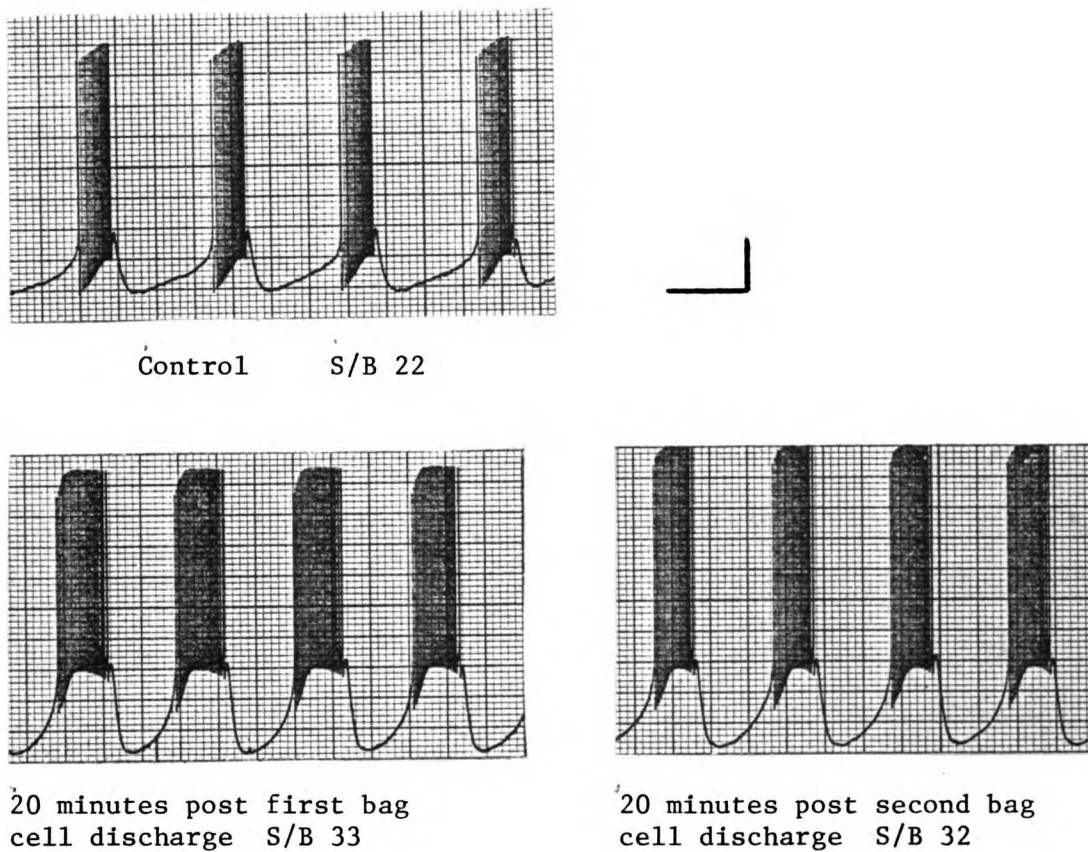 Control S/B 22
20 minutes post first bag
cell discharge S/B 33
20 minutes post second bag
cell discharge S/B 32